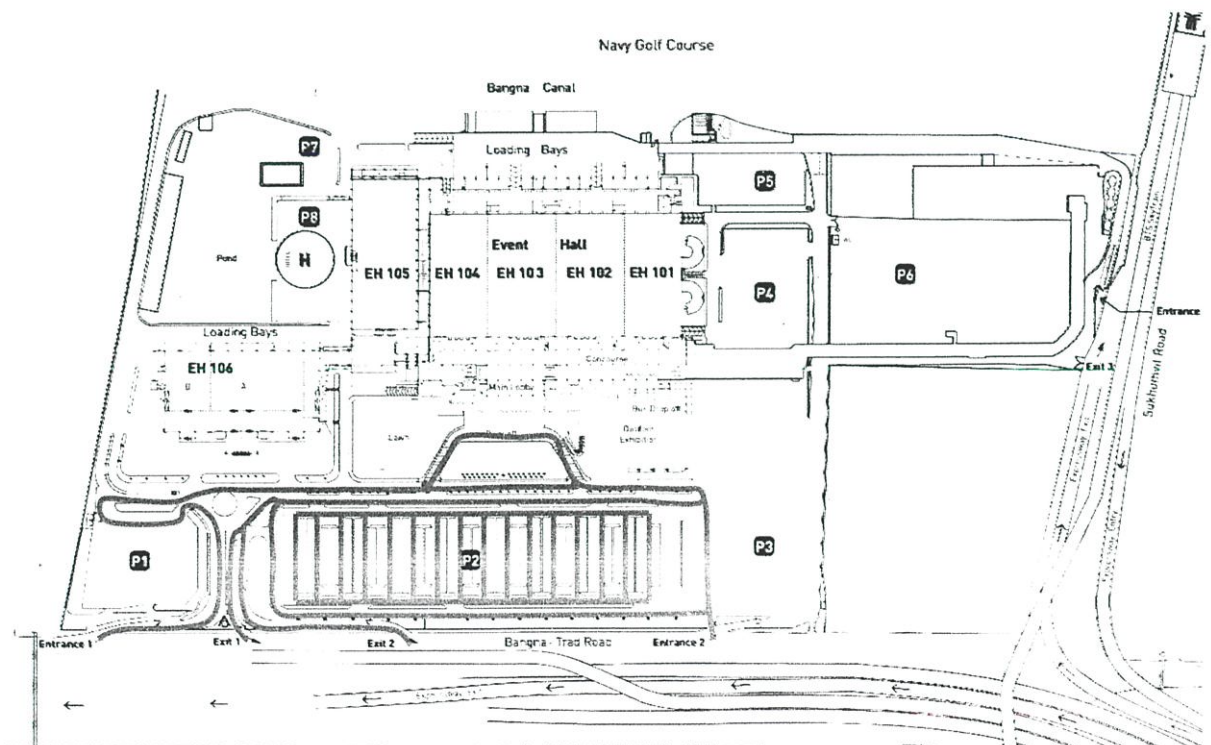 Navy Golf Course
Bangna Canal
Loading Bays
P7
P5
P8
H
Pond
Event Hall
EH 105
EH 104
EH 103
EH 102
EH 101
P4
P6
Entrance
Loading Bays
EH 106
Concourse
Main Lobby
Exit 3
Sukhumvit Road
Lawn
Outdoor
Exhibition
P1
P2
P3
Entrance 1
Exit 1
Exit 2
Bangna - Trad Road
Entrance 2